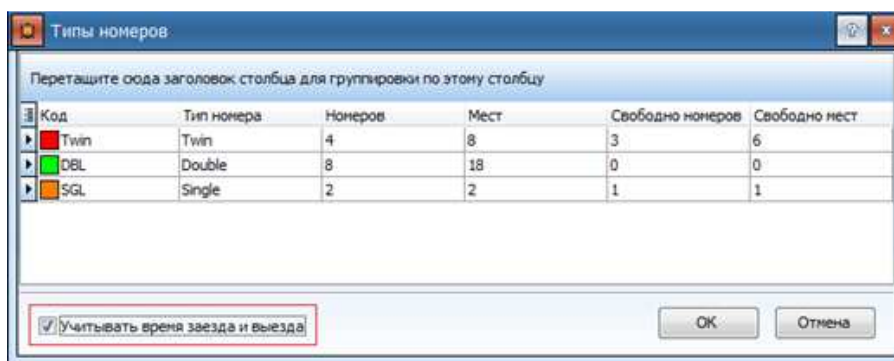 Типы номеров
Перетащите сюда заголовок столбца для группировки по этому столбцу
Код Тип номера Номеров Мест Свободно номеров Свободно мест
Twin Twin 4 8 3 6
DBL Double 8 18 0 0
SGL Single 2 2 1 1
Учитывать время заезда и выезда OK Отмена